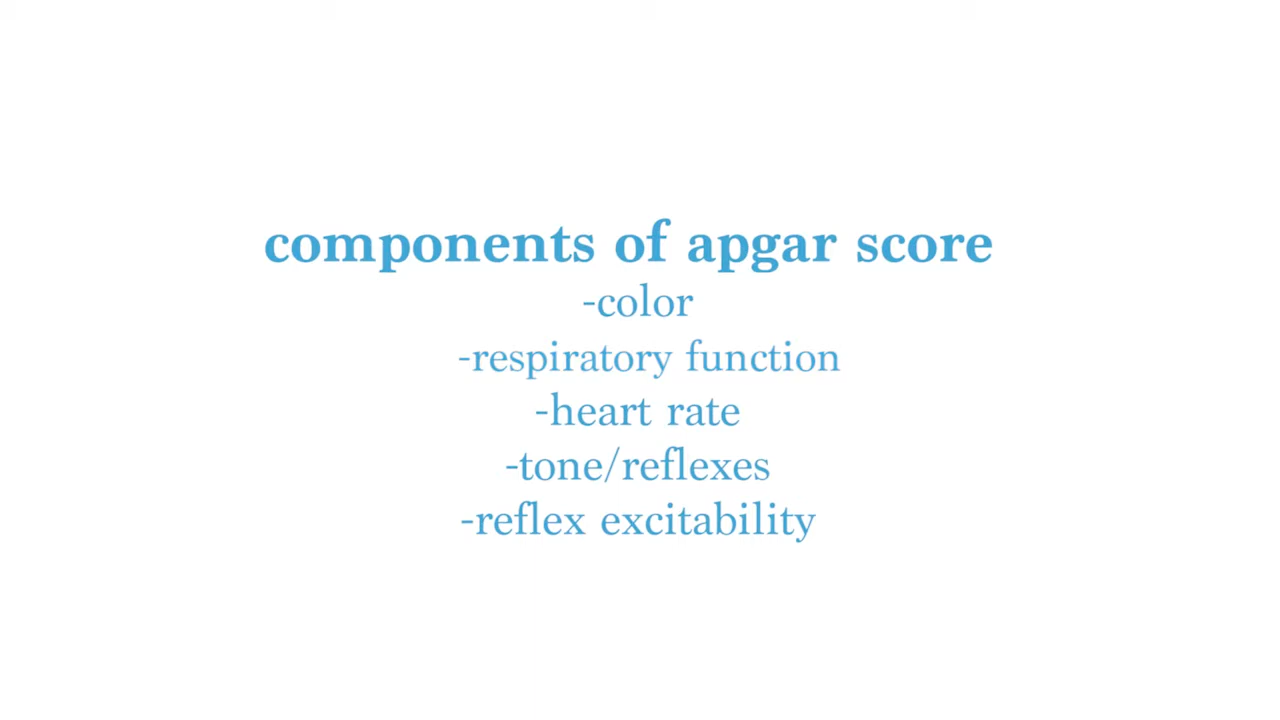 components of apgar score
-color
-respiratory function
-heart rate
-tone/reflexes
-reflex excitability